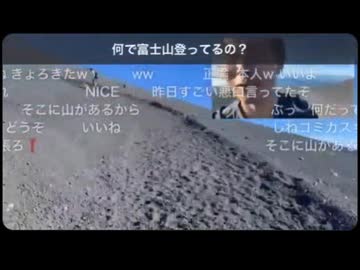 何で富士山登ってるの？
きょろきたw
ww
本人w いいよ
れ
NICE
昨日すごい悪口言ってたぞ
そこに山があるから
ぶっ
何だっ
どうぞ
いいね
しねコミカス
張ろ！
そこに山がある